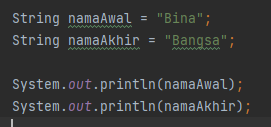 String namaAwal = "Bina";
String namaAkhir = "Bangsa";
System.out.println(namaAwal);
System.out.println(namaAkhir);